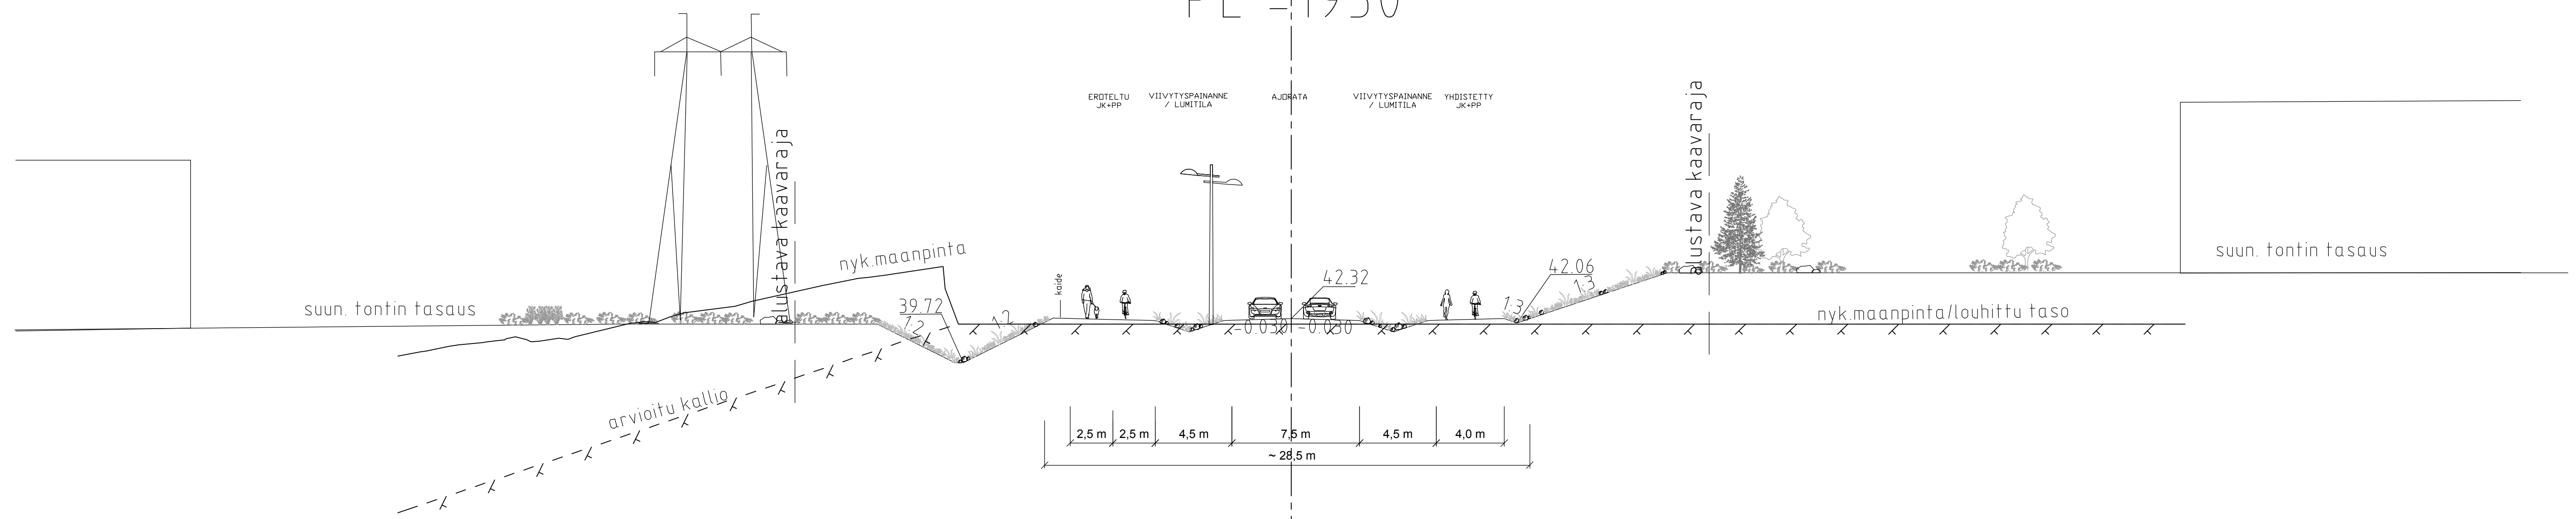 PL =1950
EROTELTU
JK+PP
VIIVYTYSPAINANNE
/ LUMITILA
AJORATA
VIIVYTYSPAINANNE
/ LUMITILA
YHDISTETTY
JK+PP
alustava kaavaraja
alustava kaavaraja
nyk.maanpinta
suun. tontin tasaus
kaide
42.32
42.06
1:3
1:3
suun. tontin tasaus
39.72
1:2
1:2
-0.030
-0.030
nyk.maanpinta/louhittu taso
arvioitu kallio
2,5 m
2,5 m
4,5 m
7,5 m
4,5 m
4,0 m
~ 28,5 m